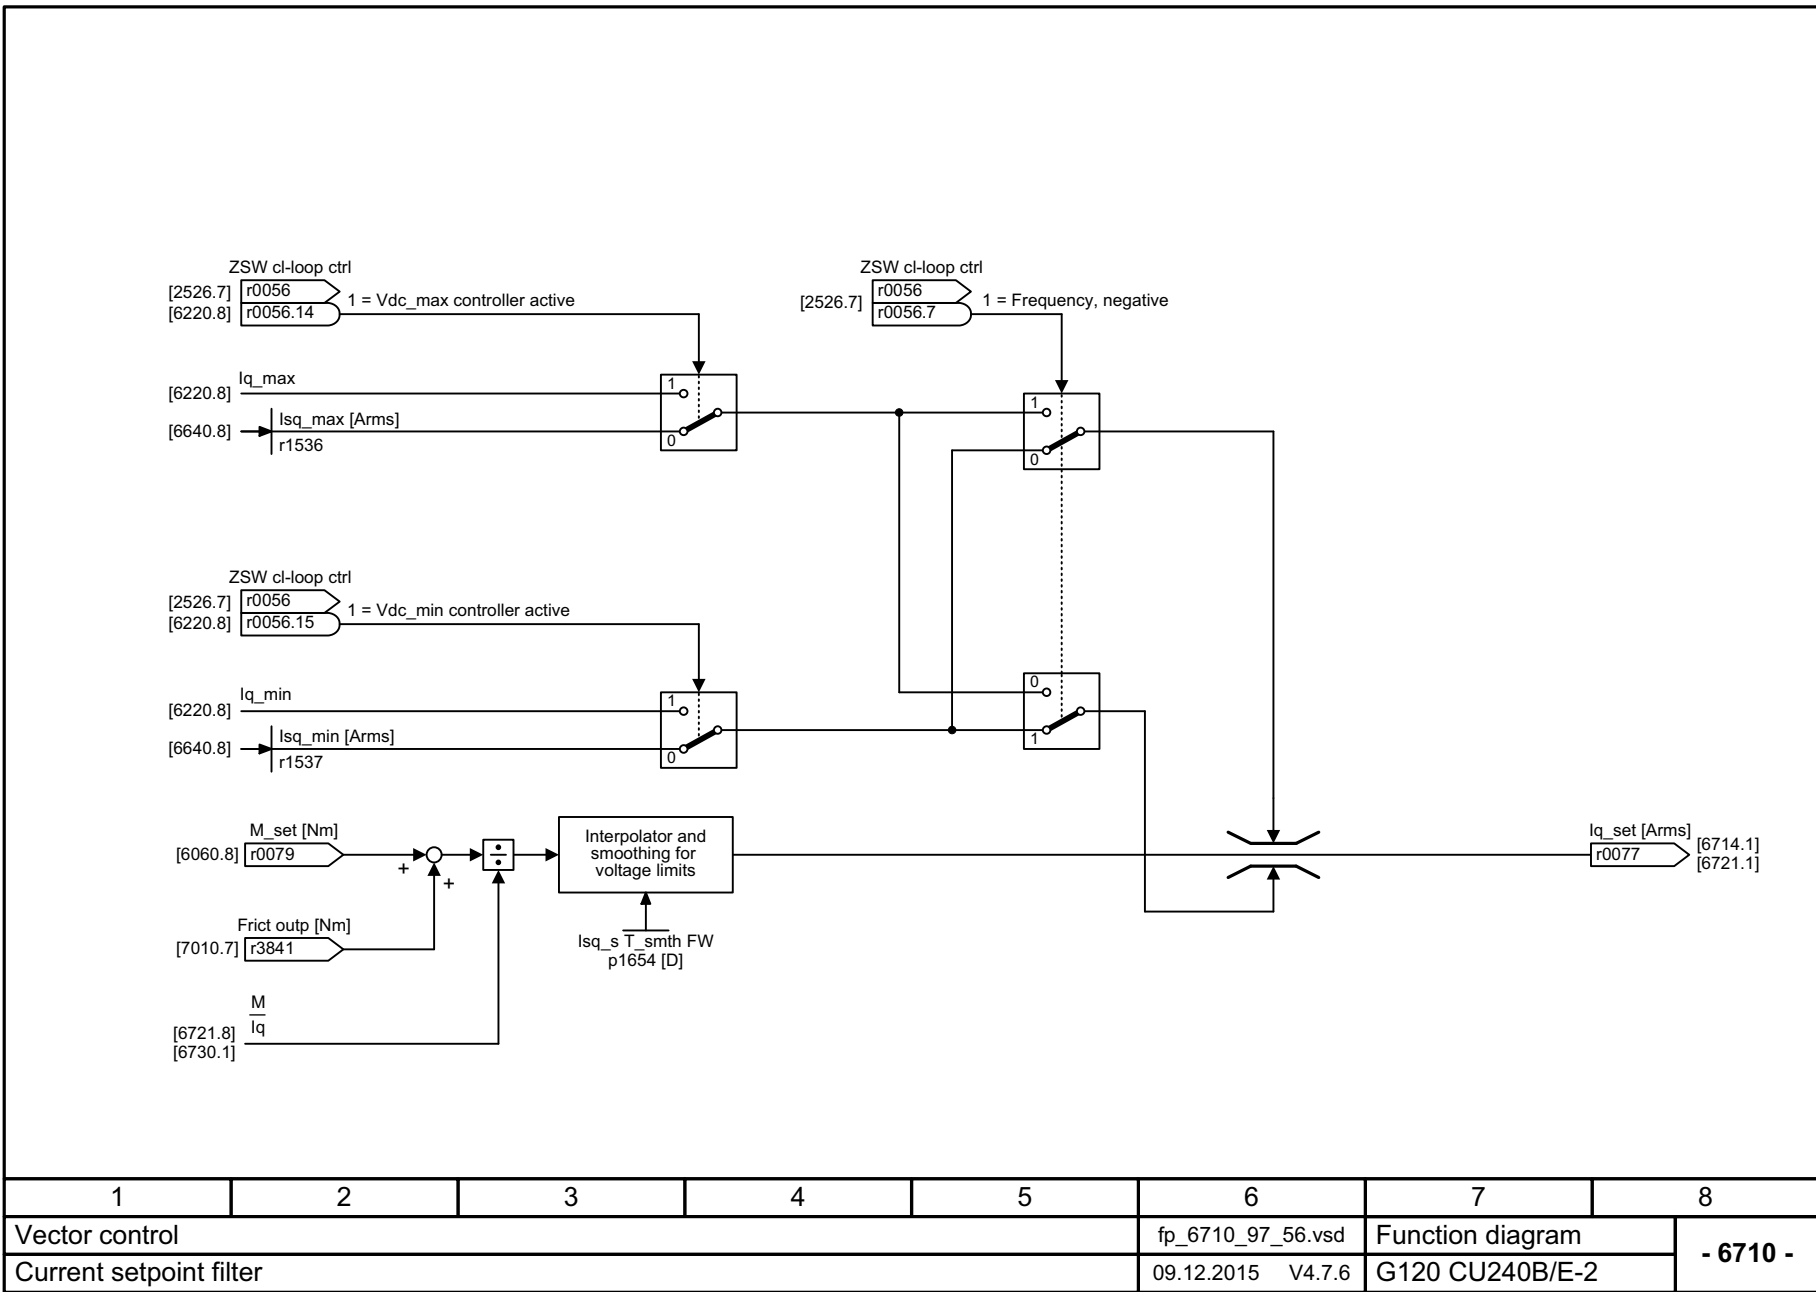 ZSW cl-loop ctrl
[2526.7] r0056
1 = Vdc_max controller active
[6220.8] r0056.14
ZSW cl-loop ctrl
r0056
[2526.7]
1 = Frequency, negative
r0056.7
Iq_max
[6220.8]
1
Isq_max [Arms]
[6640.8]
r1536
0
1
0
ZSW cl-loop ctrl
[2526.7] r0056
1 = Vdc_min controller active
[6220.8] r0056.15
Iq_min
[6220.8]
1
Isq_min [Arms]
[6640.8]
r1537
0
0
1
M_set [Nm]
[6060.8] r0079
+
+
÷
Interpolator and
smoothing for
voltage limits
Isq_s T_smth FW
p1654 [D]
Frict outp [Nm]
[7010.7] r3841
M
Iq
[6721.8]
[6730.1]
Iq_set [Arms]
r0077
[6714.1]
[6721.1]
1 2 3 4 5 6 7 8
Vector control
fp_6710_97_56.vsd
Function diagram
- 6710 -
Current setpoint filter
09.12.2015 V4.7.6
G120 CU240B/E-2